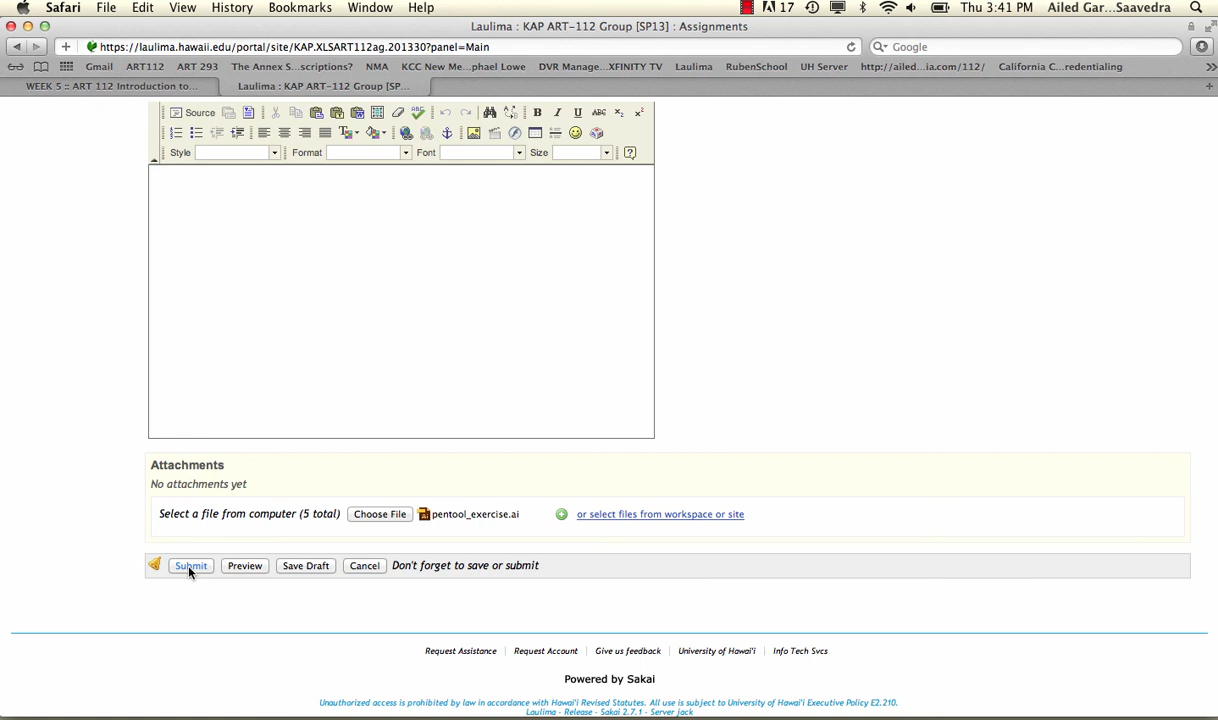 Safari File Edit View History Bookmarks Window Help 17 Thu 3:41 PM Ailed Gar...Saavedra
Laulima : KAP ART-112 Group [SP13] : Assignments
https://laulima.hawaii.edu/portal/site/KAP.XLSART112ag.201330?panel=Main Google
Gmail ART112 ART 293 The Annex S...scriptions? NMA KCC New Me...phael Lowe DVR Manage...XFINITY TV Laulima RubenSchool UH Server http://ailed...ia.com/112/ California C...redentialing
WEEK 5 :: ART 112 Introduction to... Laulima : KAP ART-112 Group [SP...
Source B I U ABC x₂ x²
Style Format Font Size
Attachments
No attachments yet
Select a file from computer (5 total) Choose File pentool_exercise.ai or select files from workspace or site
Submit Preview Save Draft Cancel Don't forget to save or submit
Request Assistance Request Account Give us feedback University of Hawai'i Info Tech Svcs
Powered by Sakai
Unauthorized access is prohibited by law in accordance with Hawai'i Revised Statutes. All use is subject to University of Hawai'i Executive Policy E2.210.
Laulima - Release - Sakai 2.7.1 - Server jack